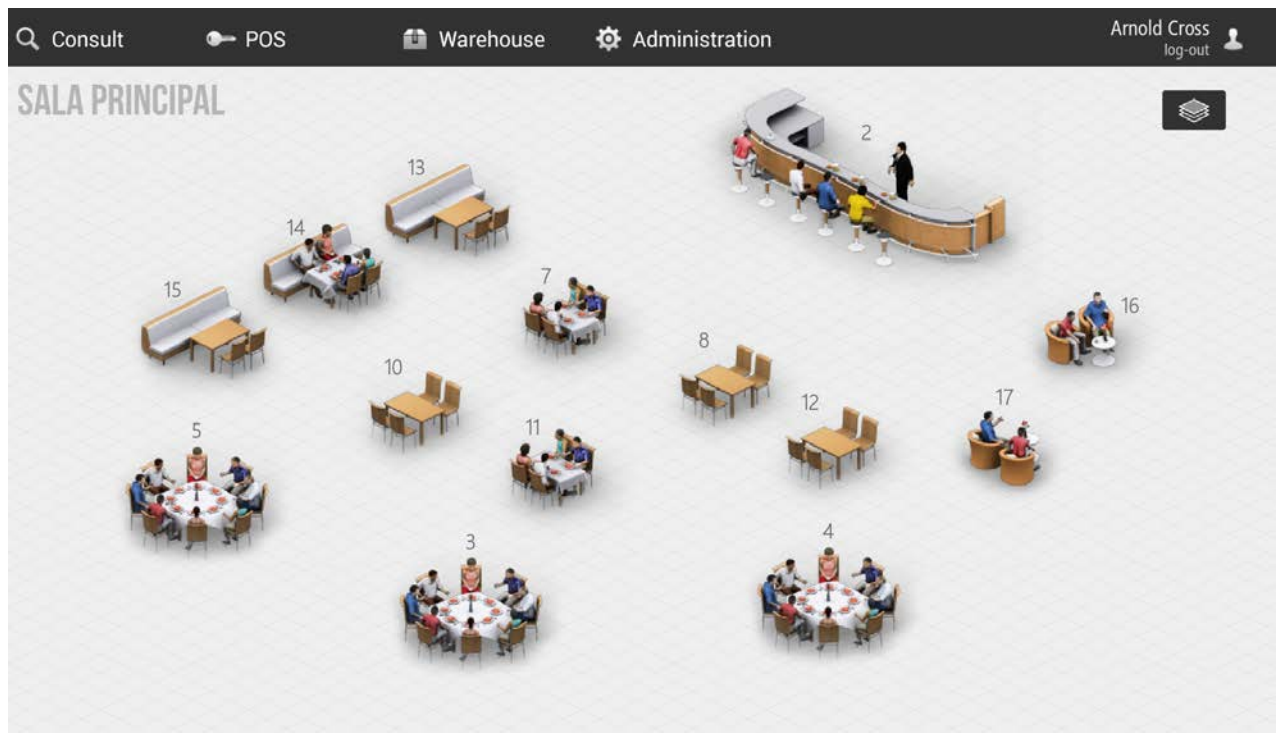 Consult
POS
Warehouse
Administration
Arnold Cross
log-out
SALA PRINCIPAL
2
13
14
7
15
16
8
10
17
12
11
5
3
4